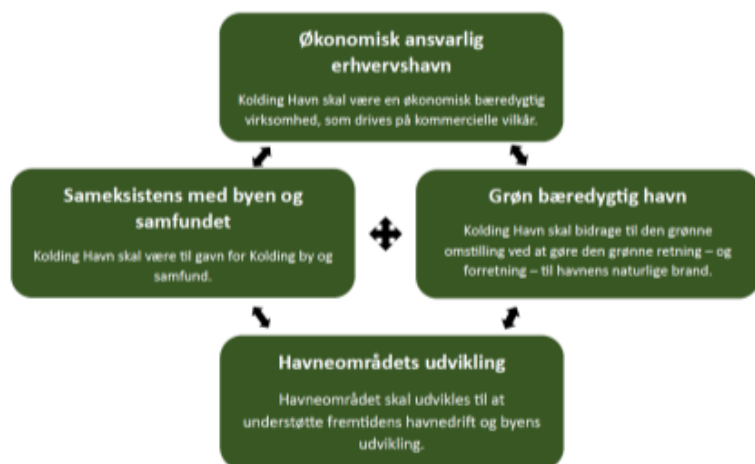 Økonomisk ansvarlig
erhvervshavn
Kolding Havn skal være en økonomisk bæredygtig
virksomhed, som drives på kommercielle vilkår.
Sameksistens med byen og
samfundet
Kolding Havn skal være til gavn for Kolding by og
samfund.
Grøn bæredygtig havn
Kolding Havn skal bidrage til den grønne
omstilling ved at gøre den grønne retning – og
forretning – til havnens naturlige brand.
Havneområdets udvikling
Havneområdet skal udvikles til at
understøtte fremtidens havnedrift og byens
udvikling.